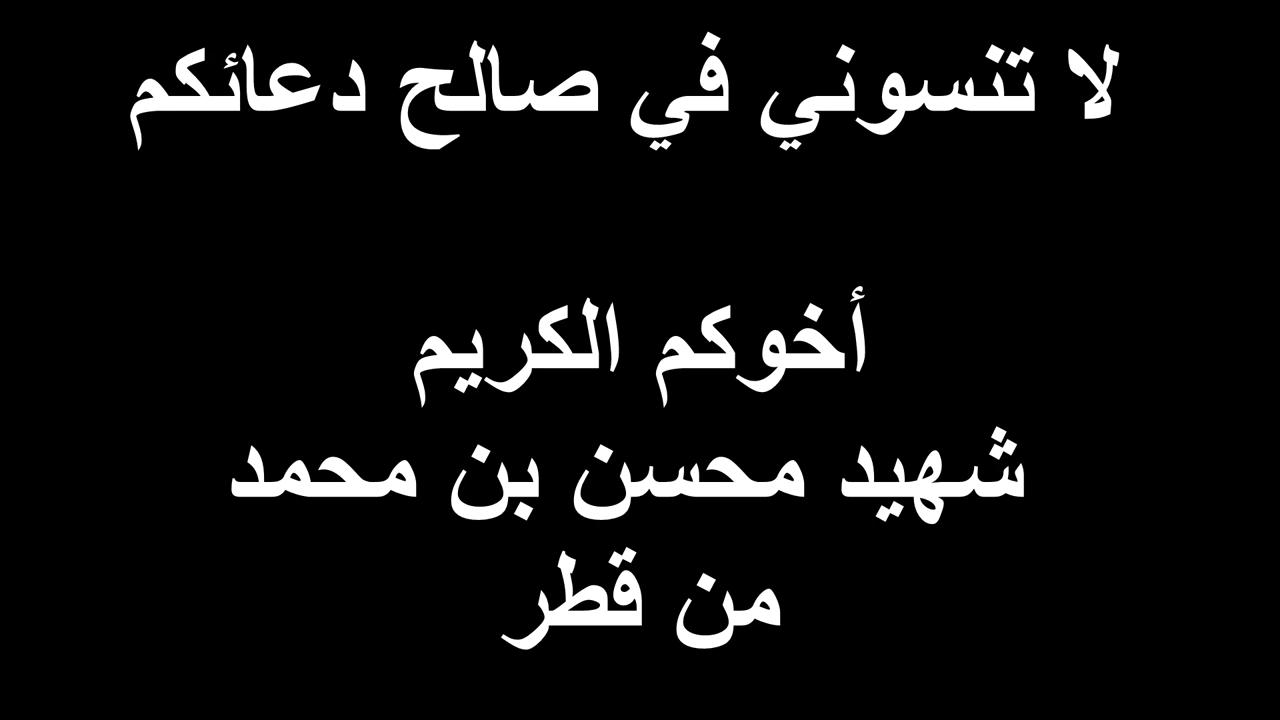 لا تنسوني في صالح دعائكم
أخوكم الكريم
شهيد محسن بن محمد
من قطر